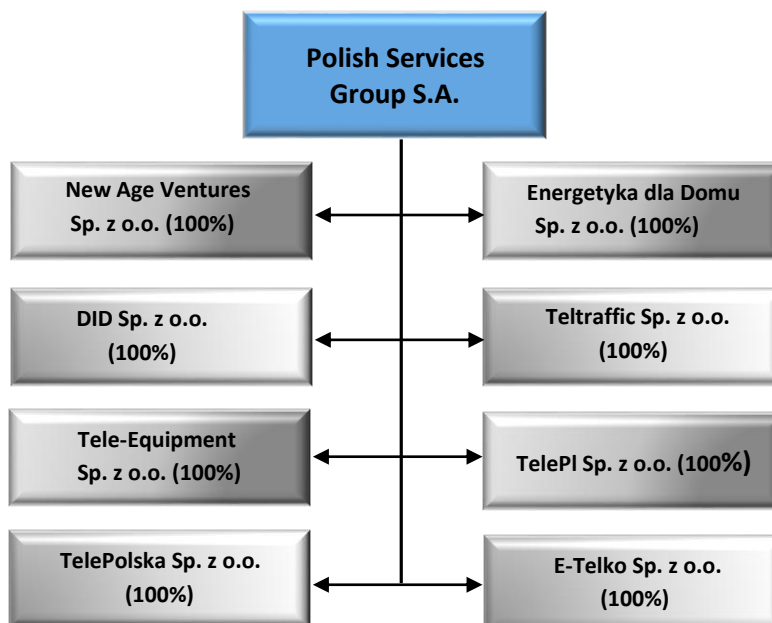 Polish Services
Group S.A.
New Age Ventures
Sp. z o.o. (100%)
Energetyka dla Domu
Sp. z o.o. (100%)
DID Sp. z o.o.
(100%)
Teltraffic Sp. z o.o.
(100%)
Tele-Equipment
Sp. z o.o. (100%)
TelePl Sp. z o.o. (100%)
TelePolska Sp. z o.o.
(100%)
E-Telko Sp. z o.o.
(100%)